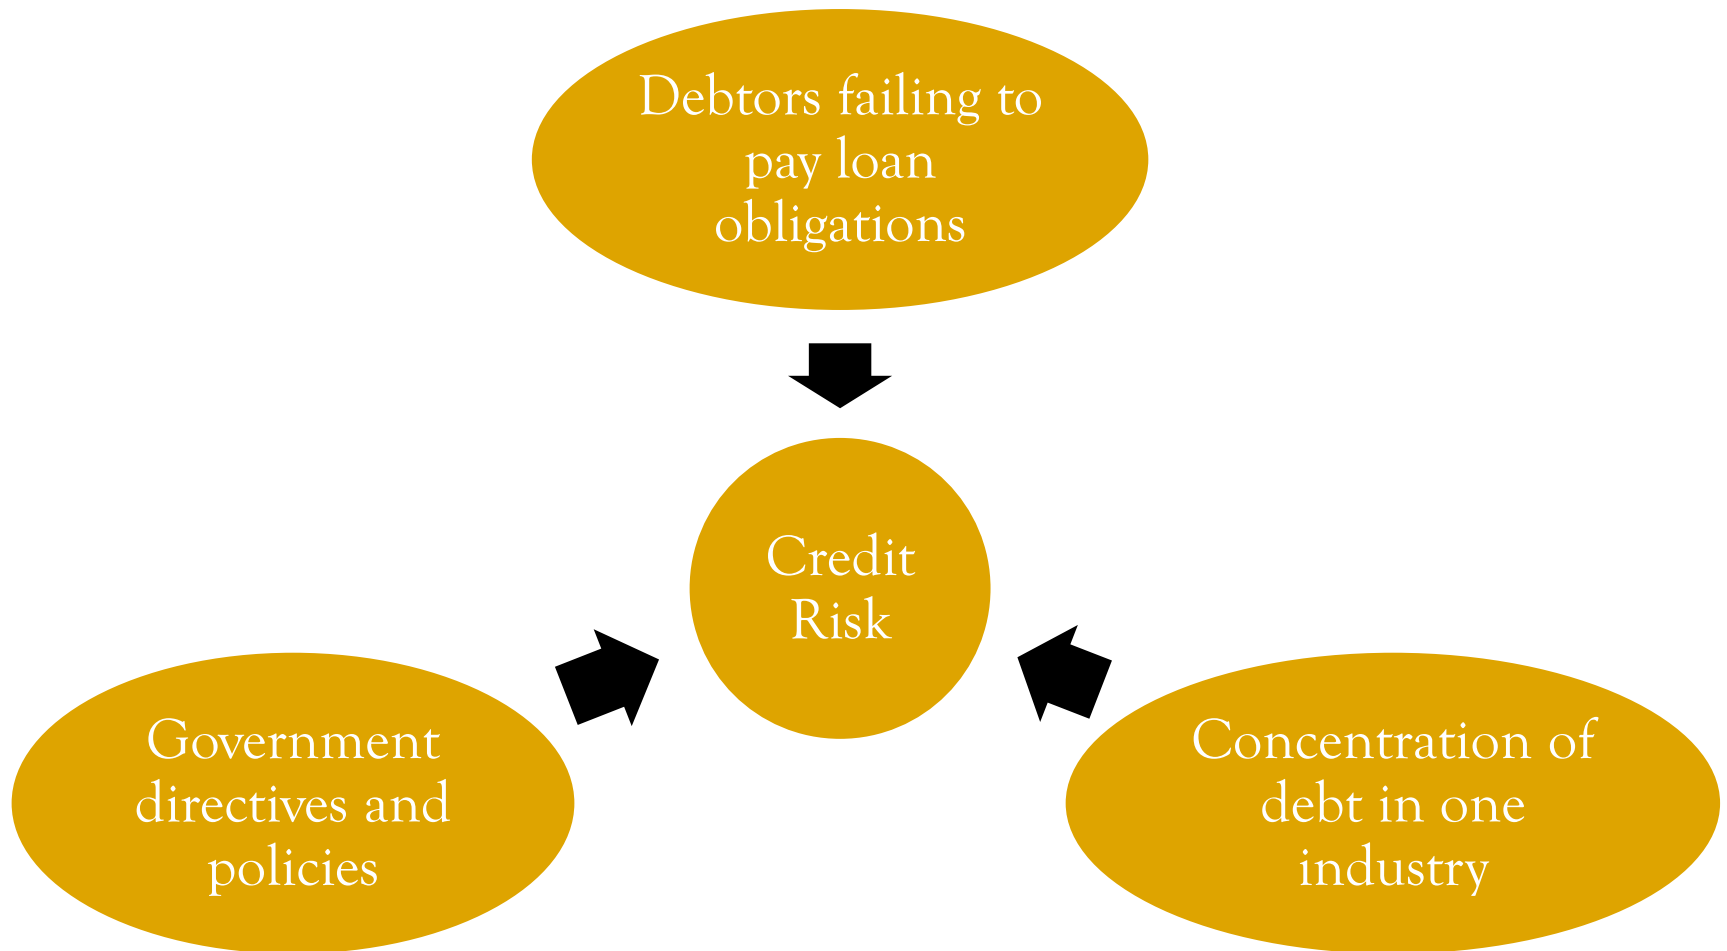 Debtors failing to
pay loan
obligations
Credit
Risk
Government
directives and
policies
Concentration of
debt in one
industry